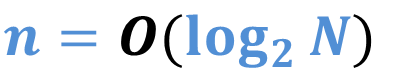 n = O(log₂ N)